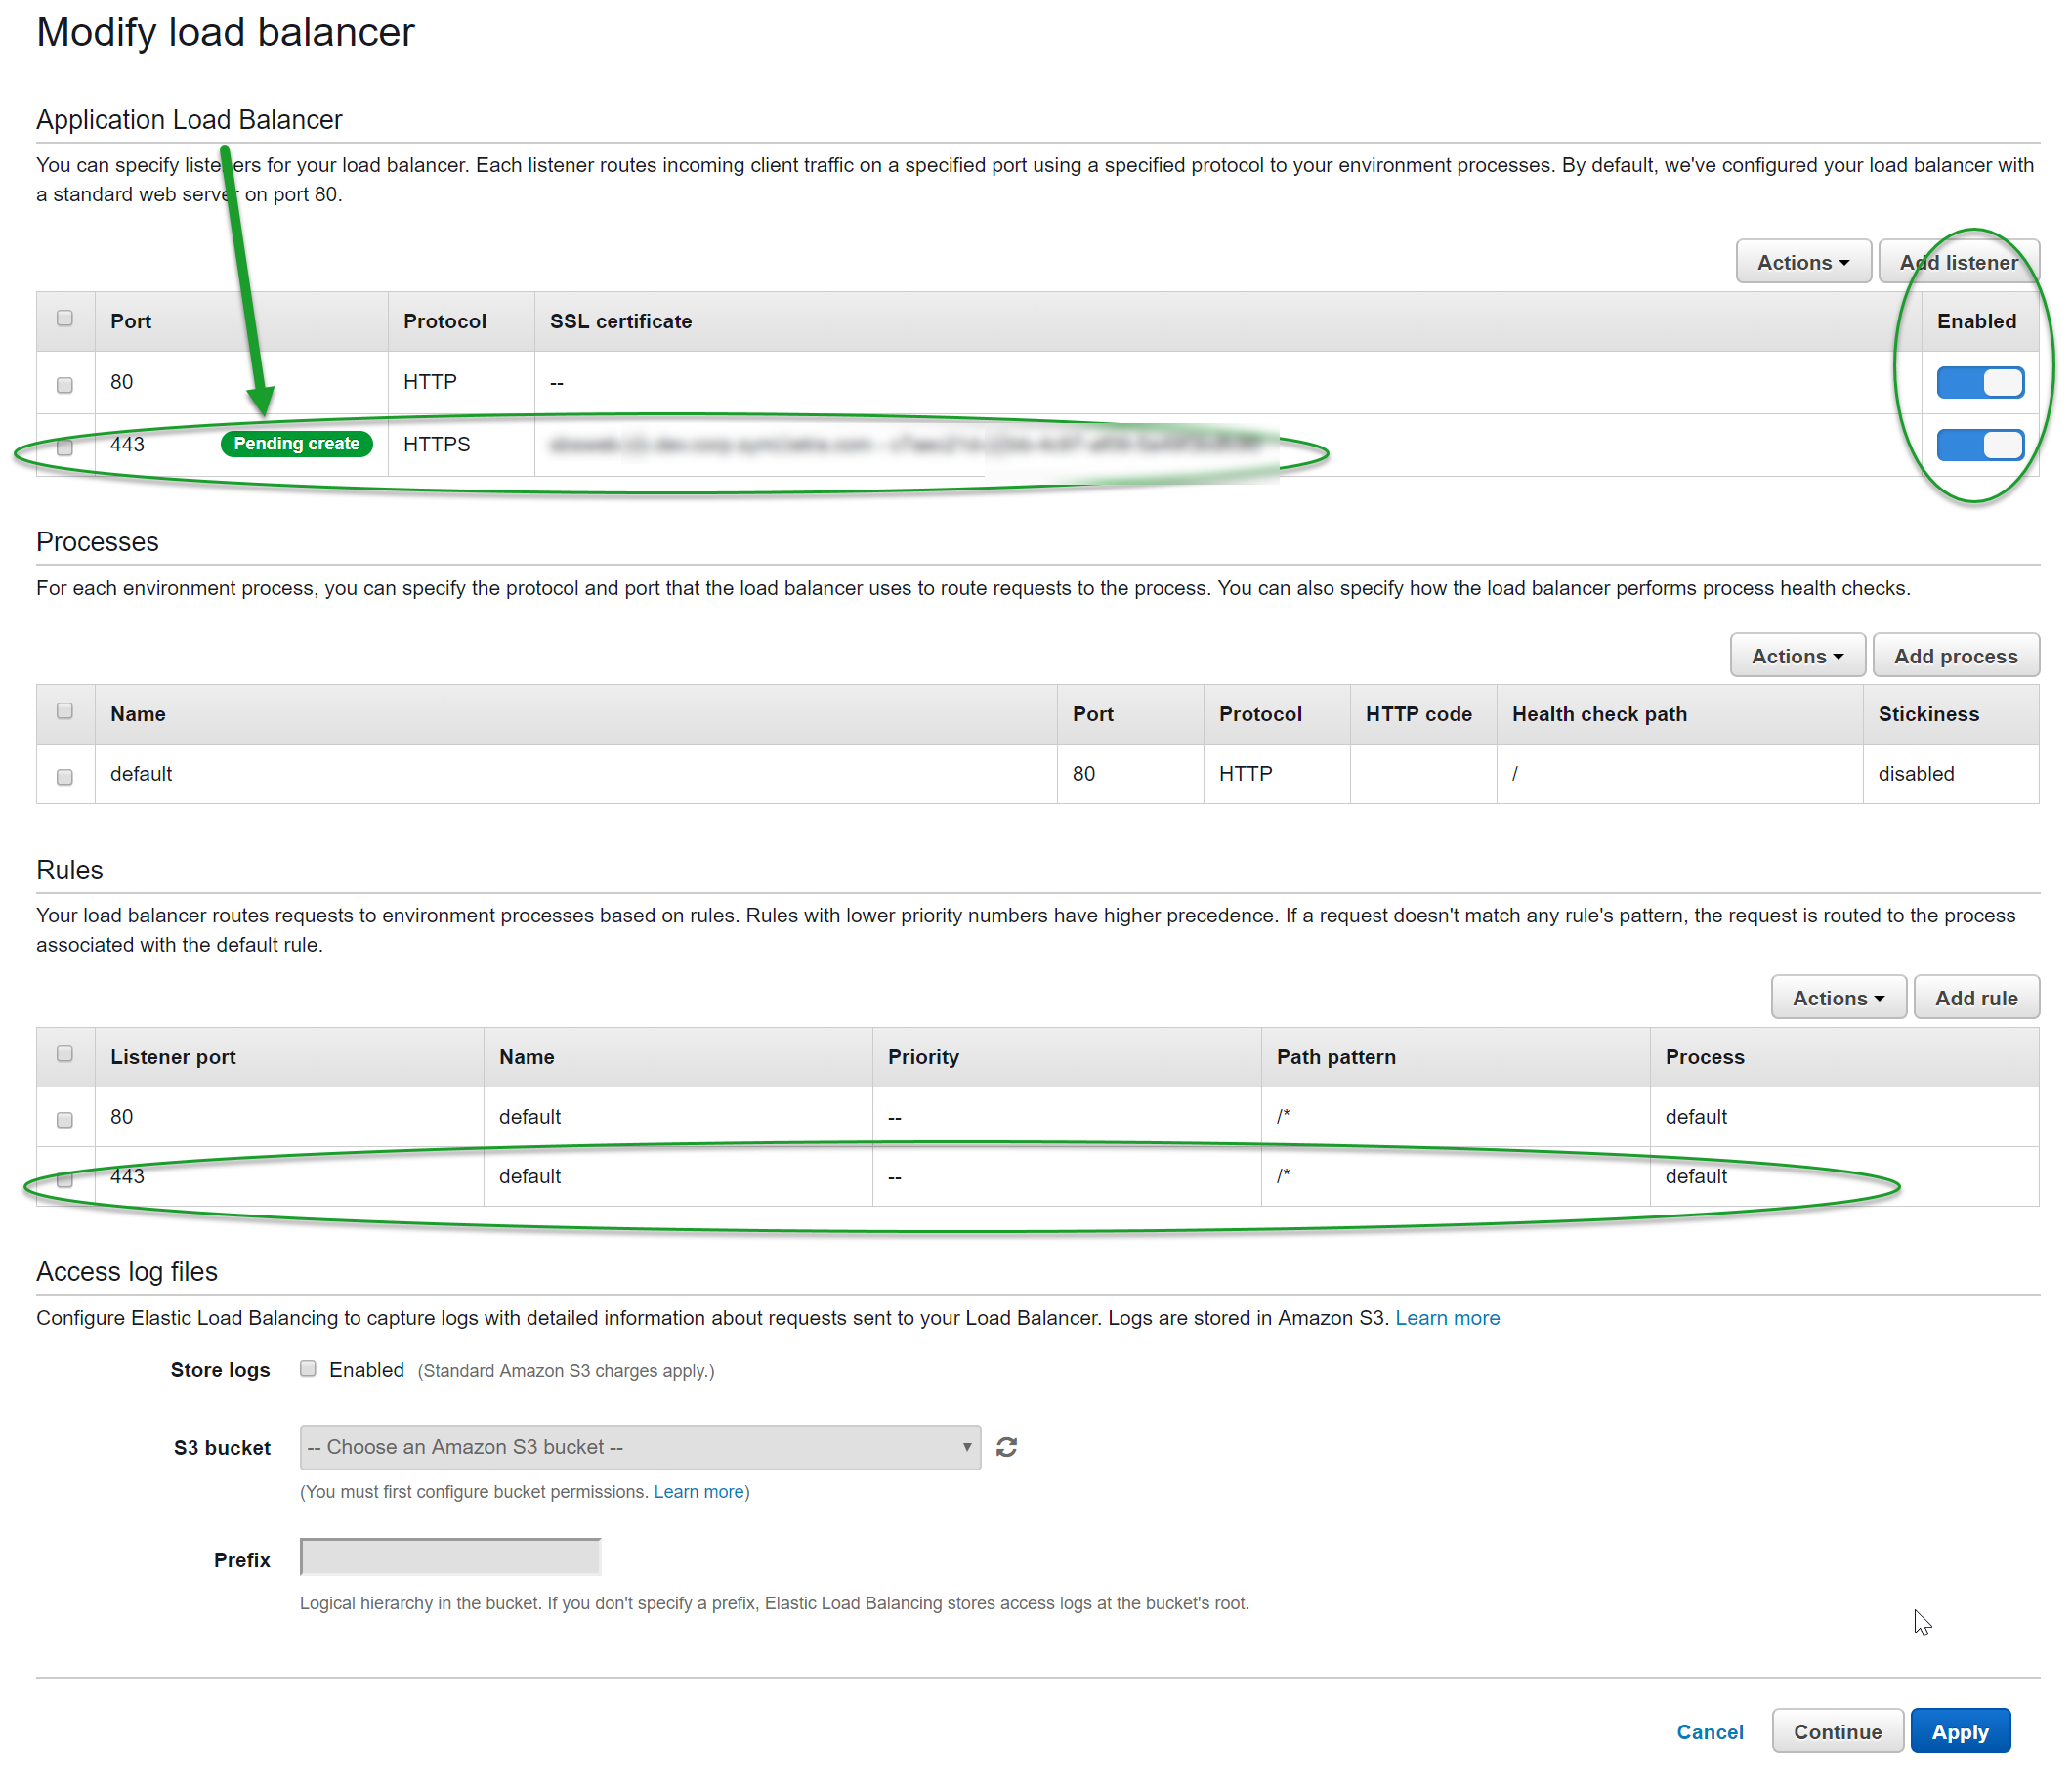 Modify load balancer
Application Load Balancer
You can specify listeners for your load balancer. Each listener routes incoming client traffic on a specified port using a specified protocol to your environment processes. By default, we've configured your load balancer with
a standard web server on port 80.
Actions Add listener
Port Protocol SSL certificate Enabled
80 HTTP --
443 Pending create HTTPS
Processes
For each environment process, you can specify the protocol and port that the load balancer uses to route requests to the process. You can also specify how the load balancer performs process health checks.
Actions Add process
Name Port Protocol HTTP code Health check path Stickiness
default 80 HTTP / disabled
Rules
Your load balancer routes requests to environment processes based on rules. Rules with lower priority numbers have higher precedence. If a request doesn't match any rule's pattern, the request is routed to the process
associated with the default rule.
Actions Add rule
Listener port Name Priority Path pattern Process
80 default -- /* default
443 default -- /* default
Access log files
Configure Elastic Load Balancing to capture logs with detailed information about requests sent to your Load Balancer. Logs are stored in Amazon S3. Learn more
Store logs Enabled (Standard Amazon S3 charges apply.)
S3 bucket -- Choose an Amazon S3 bucket --
(You must first configure bucket permissions. Learn more)
Prefix
Logical hierarchy in the bucket. If you don't specify a prefix, Elastic Load Balancing stores access logs at the bucket's root.
Cancel Continue Apply